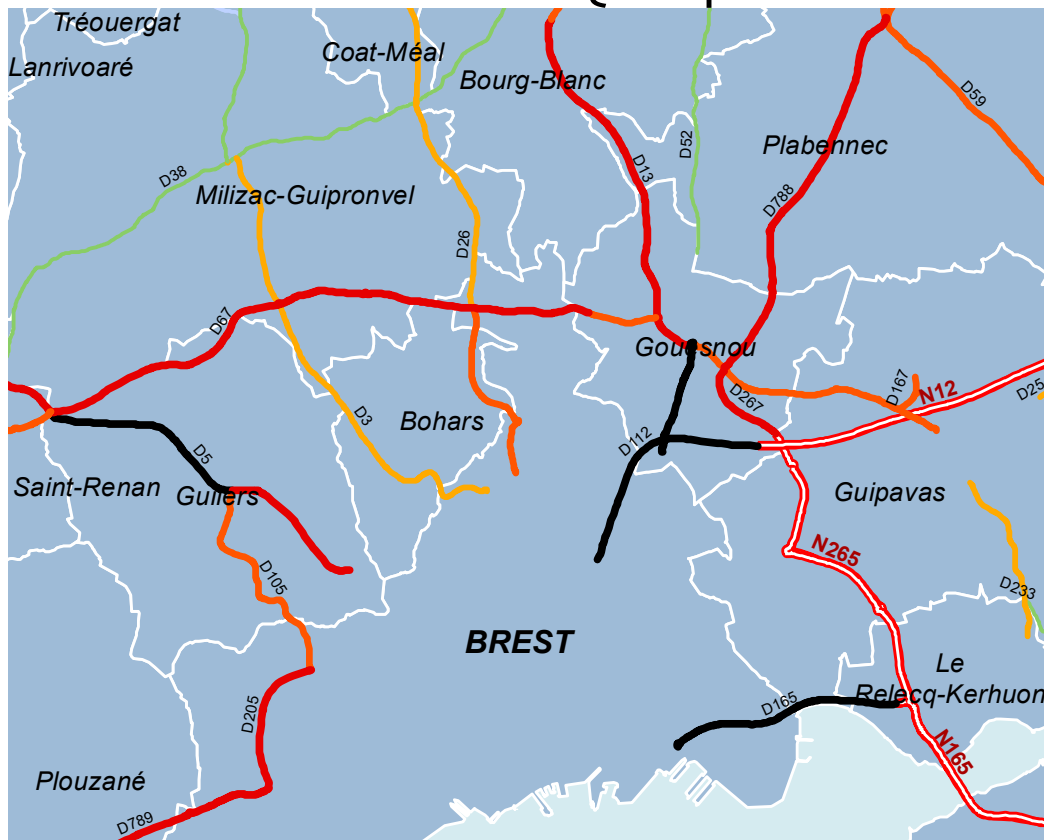 Tréouergat
Lanrivoaré
Coat-Méal
Bourg-Blanc
D59
D52
Plabennec
D13
D38
Milizac-Guipronvel
D788
D26
D67
Gouesnou
D267
D167
N12
D25
D3
Bohars
D112
D5
Saint-Renan
Guilers
Guipavas
N265
D105
D233
BREST
Le
Relecq-Kerhuon
D165
D205
N165
Plouzané
D789